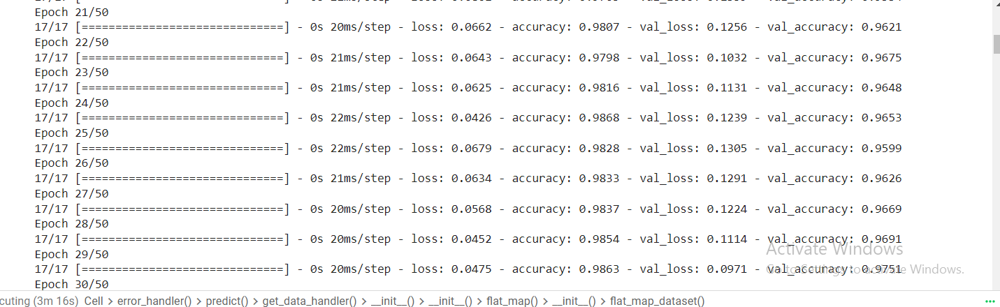 Epoch 21/50
17/17 [==============================] - 0s 20ms/step - loss: 0.0662 - accuracy: 0.9807 - val_loss: 0.1256 - val_accuracy: 0.9621
Epoch 22/50
17/17 [==============================] - 0s 21ms/step - loss: 0.0643 - accuracy: 0.9798 - val_loss: 0.1032 - val_accuracy: 0.9675
Epoch 23/50
17/17 [==============================] - 0s 21ms/step - loss: 0.0625 - accuracy: 0.9816 - val_loss: 0.1131 - val_accuracy: 0.9648
Epoch 24/50
17/17 [==============================] - 0s 22ms/step - loss: 0.0426 - accuracy: 0.9868 - val_loss: 0.1239 - val_accuracy: 0.9653
Epoch 25/50
17/17 [==============================] - 0s 22ms/step - loss: 0.0679 - accuracy: 0.9828 - val_loss: 0.1305 - val_accuracy: 0.9599
Epoch 26/50
17/17 [==============================] - 0s 21ms/step - loss: 0.0634 - accuracy: 0.9833 - val_loss: 0.1291 - val_accuracy: 0.9626
Epoch 27/50
17/17 [==============================] - 0s 20ms/step - loss: 0.0568 - accuracy: 0.9837 - val_loss: 0.1224 - val_accuracy: 0.9669
Epoch 28/50
17/17 [==============================] - 0s 20ms/step - loss: 0.0452 - accuracy: 0.9854 - val_loss: 0.1114 - val_accuracy: 0.9691
Activate Windows
Epoch 29/50
17/17 [==============================] - 0s 20ms/step - loss: 0.0475 - accuracy: 0.9863 - val_loss: 0.0971 - val_accuracy: 0.9751
Go to Settings to activate Windows.
Epoch 30/50
cuting (3m 16s) Cell > error_handler() > predict() > get_data_handler() > __init__() > __init__() > flat_map() > __init__() > flat_map_dataset()